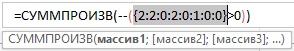 =СУММПРОИЗВ(--({2:2:0:2:0:1:0:0}>0))
СУММПРОИЗВ(массив1; [массив2]; [массив3]; ...)